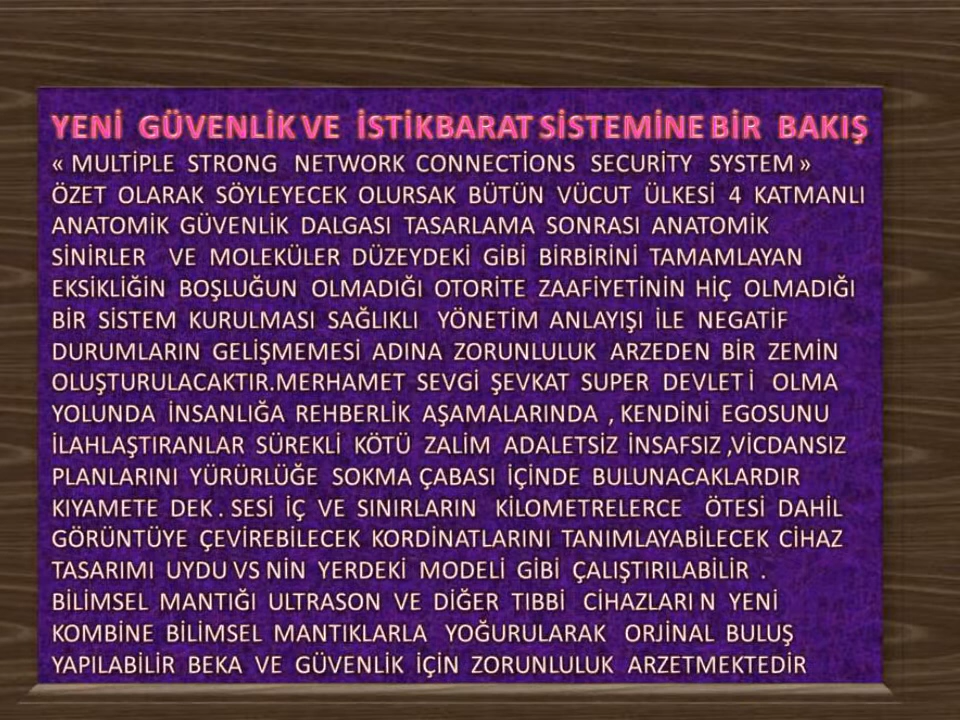 YENİ GÜVENLİK VE İSTİKBARAT SİSTEMİNE BİR BAKIŞ
« MULTİPLE STRONG NETWORK CONNECTİONS SECURİTY SYSTEM »
ÖZET OLARAK SÖYLEYECEK OLURSAK BÜTÜN VÜCUT ÜLKESİ 4 KATMANLI
ANATOMİK GÜVENLİK DALGASI TASARLAMA SONRASI ANATOMİK
SİNİRLER VE MOLEKÜLER DÜZEYDEKİ GİBİ BİRBİRİNİ TAMAMLAYAN
EKSİKLİĞİN BOŞLUĞUN OLMADIĞI OTORİTE ZAAFİYETİNİN HİÇ OLMADIĞI
BİR SİSTEM KURULMASI SAĞLIKLI YÖNETİM ANLAYIŞI İLE NEGATİF
DURUMLARIN GELİŞMEMESİ ADINA ZORUNLULUK ARZEDEN BİR ZEMİN
OLUŞTURULACAKTIR.MERHAMET SEVGİ ŞEVKAT SUPER DEVLET İ OLMA
YOLUNDA İNSANLIĞA REHBERLİK AŞAMALARINDA , KENDİNİ EGOSUNU
İLAHLAŞTIRANLAR SÜREKLİ KÖTÜ ZALİM ADALETSİZ İNSAFSIZ ,VİCDANSIZ
PLANLARINI YÜRÜRLÜĞE SOKMA ÇABASI İÇİNDE BULUNACAKLARDIR
KIYAMETE DEK . SESİ İÇ VE SINIRLARIN KİLOMETRELERCE ÖTESİ DAHİL
GÖRÜNTÜYE ÇEVİREBİLECEK KORDİNATLARINI TANIMLAYABİLECEK CİHAZ
TASARIMI UYDU VS NİN YERDEKİ MODELİ GİBİ ÇALIŞTIRILABİLİR .
BİLİMSEL MANTIĞI ULTRASON VE DİĞER TIBBİ CİHAZLARI N YENİ
KOMBİNE BİLİMSEL MANTIKLARLA YOĞURULARAK ORJİNAL BULUŞ
YAPILABİLİR BEKA VE GÜVENLİK İÇİN ZORUNLULUK ARZETMEKTEDİR